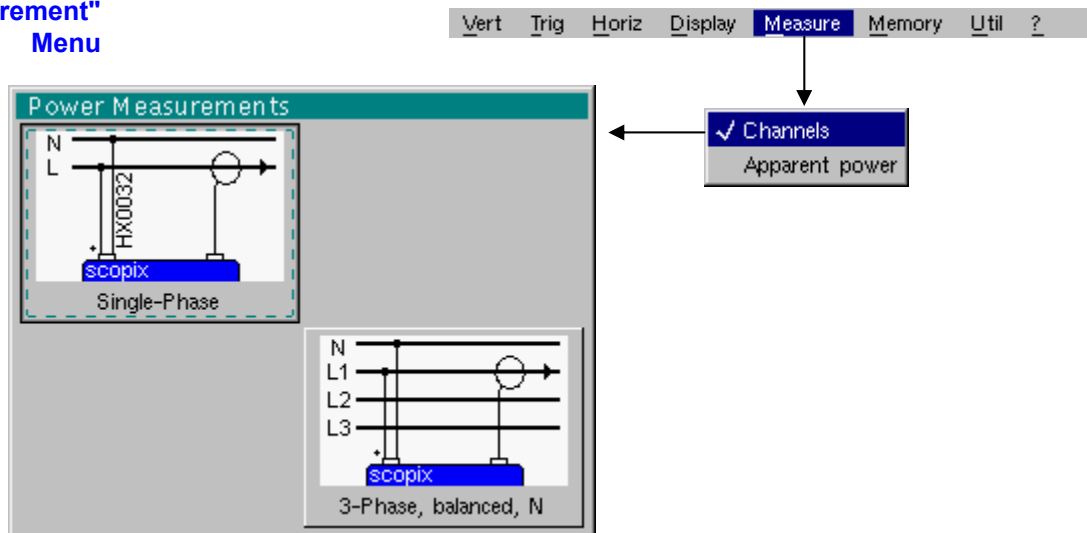 rement"
Menu
Vert Trig Horiz Display Measure Memory Util ?
Power Measurements
✓ Channels
Apparent power
N
L
HX0032
scopix
Single-Phase
N
L1
L2
L3
scopix
3-Phase, balanced, N